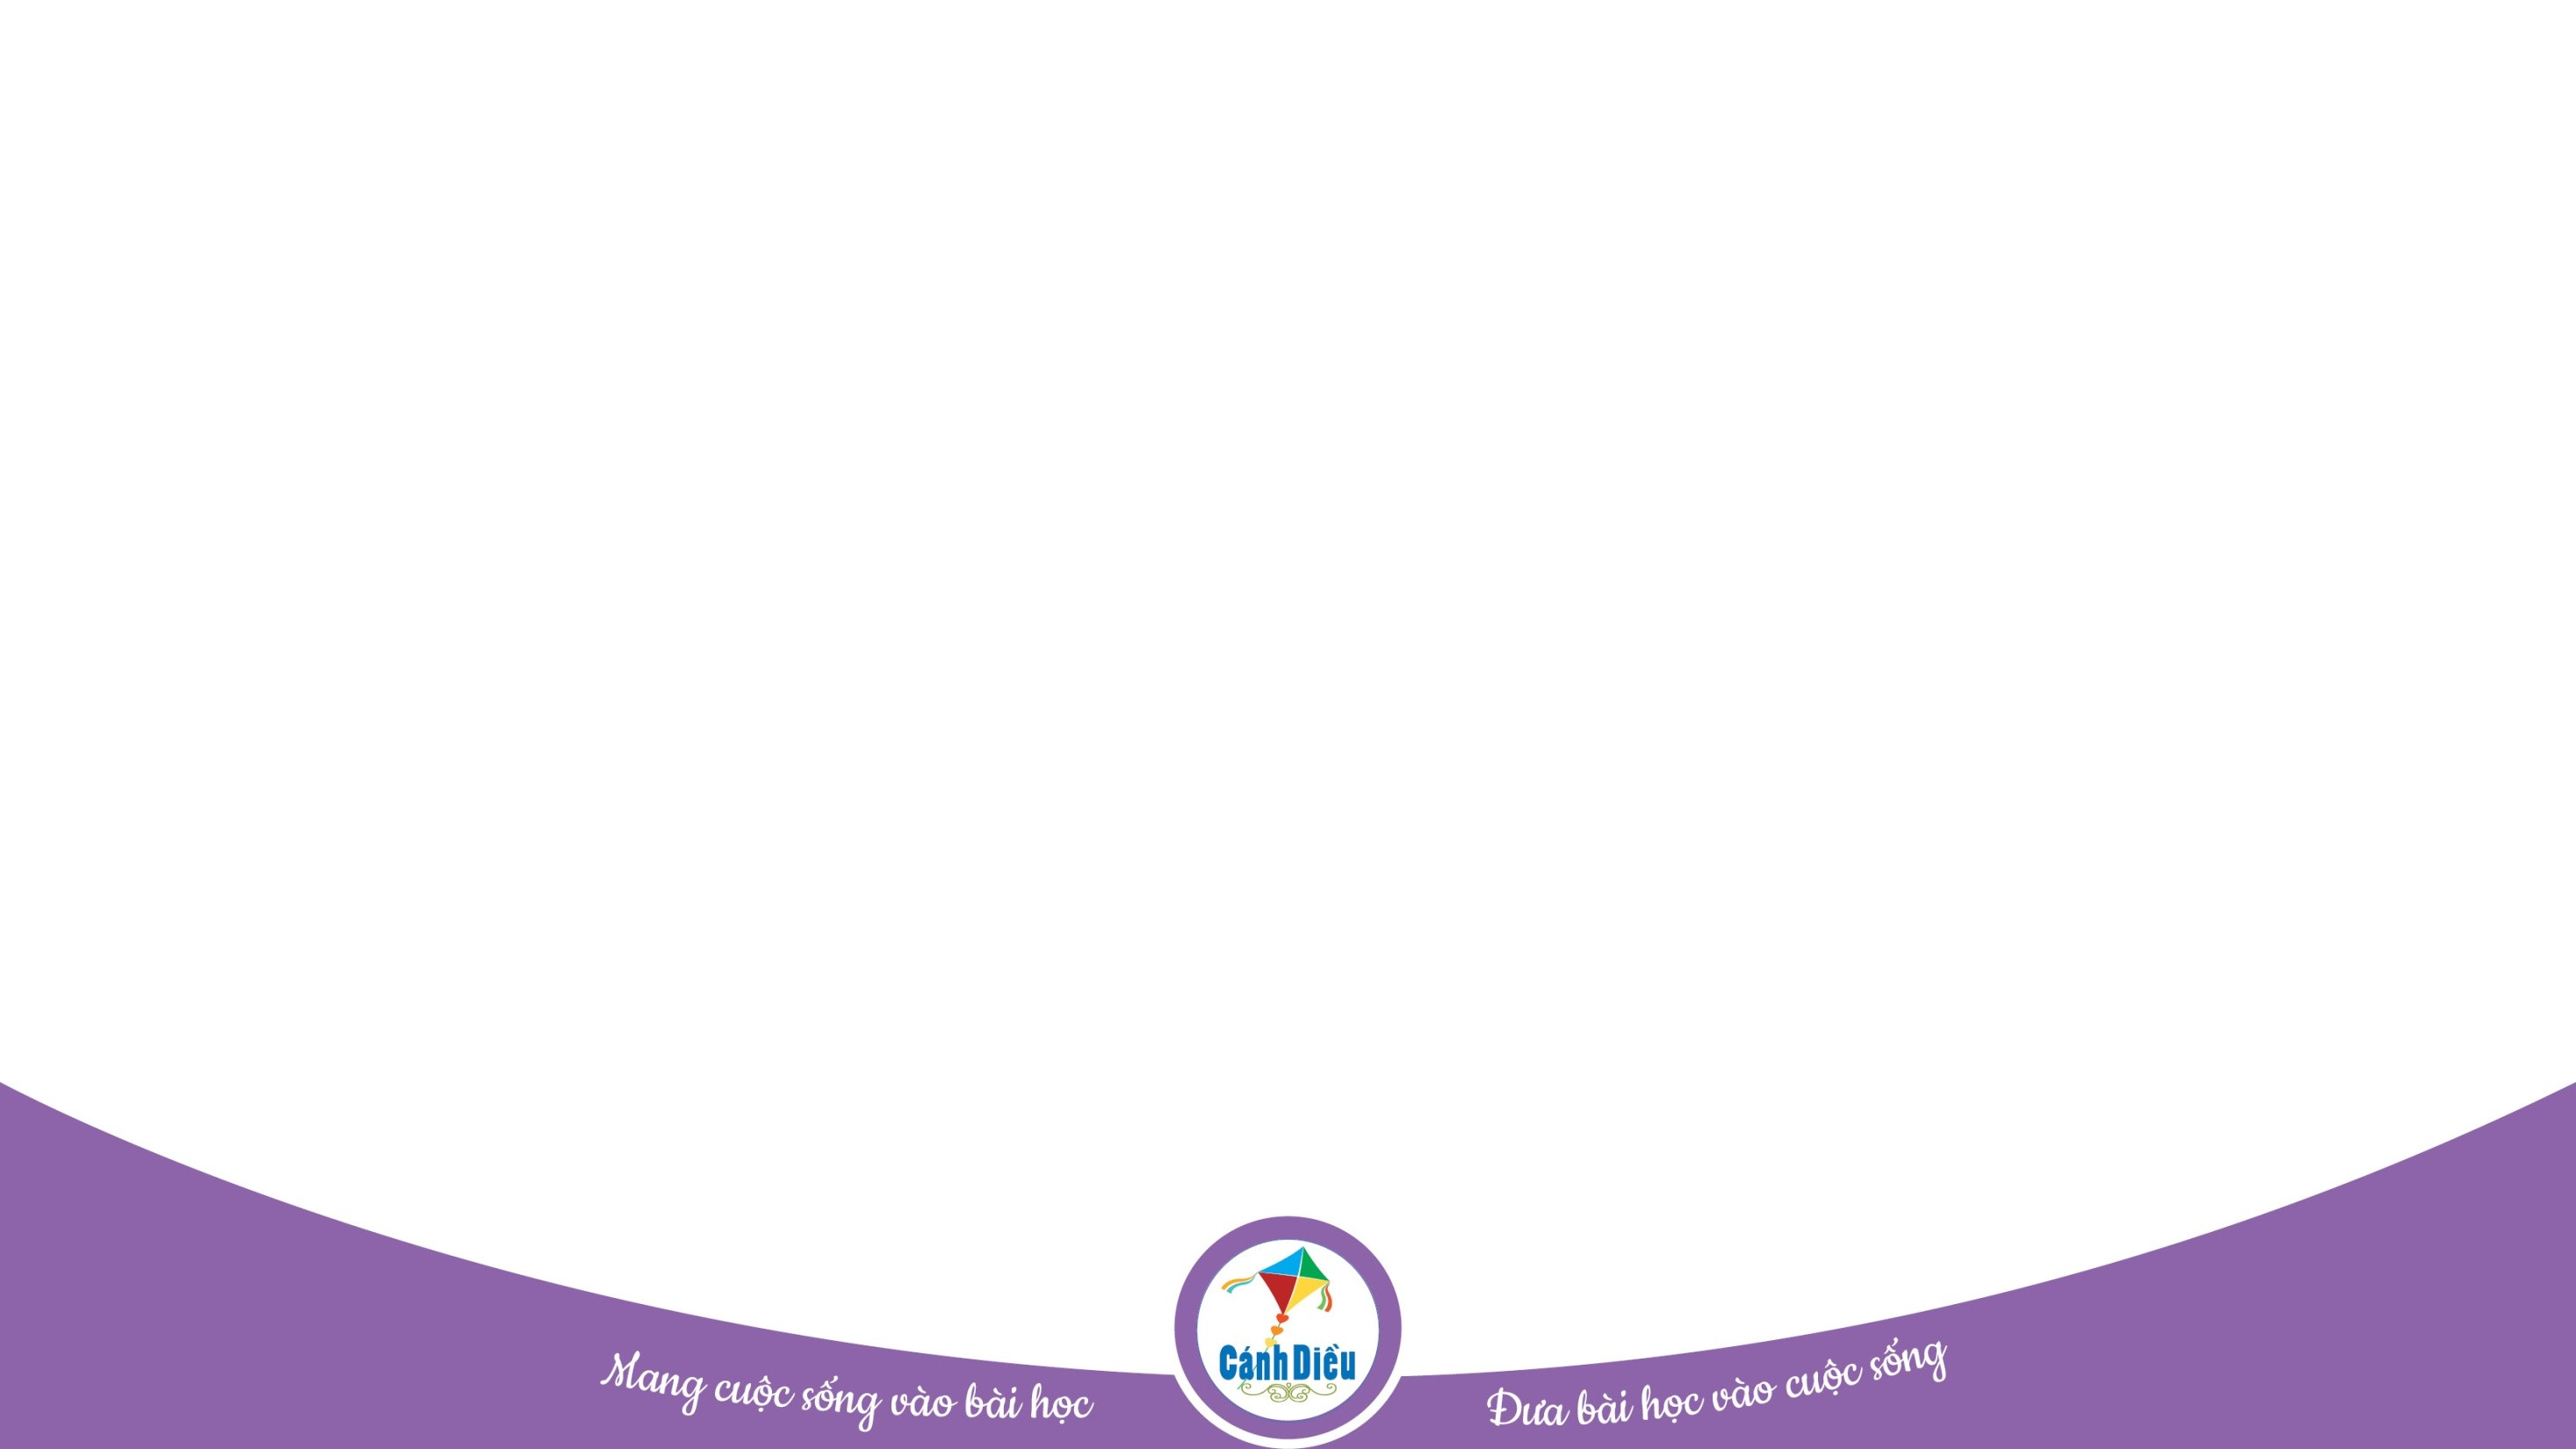 Mang cuộc sống vào bài học
Cánh Diều
Đưa bài học vào cuộc sống